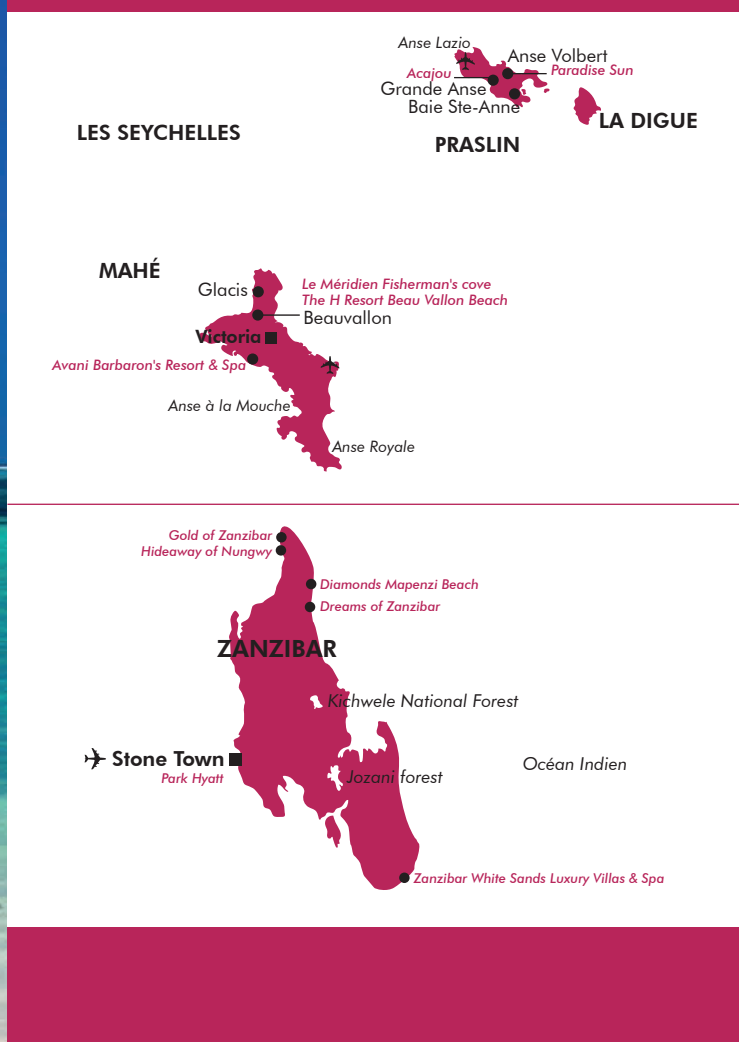 Anse Lazio
Anse Volbert
Acajou
Paradise Sun
Grande Anse
Baie Ste-Anne
LA DIGUE
LES SEYCHELLES
PRASLIN
MAHÉ
Glacis
Le Méridien Fisherman's cove
The H Resort Beau Vallon Beach
Beauvallon
Victoria
Avani Barbaron's Resort & Spa
Anse à la Mouche
Anse Royale
Gold of Zanzibar
Hideaway of Nungwy
Diamonds Mapenzi Beach
Dreams of Zanzibar
ZANZIBAR
Kichwele National Forest
Stone Town
Océan Indien
Park Hyatt
Jozani forest
Zanzibar White Sands Luxury Villas & Spa